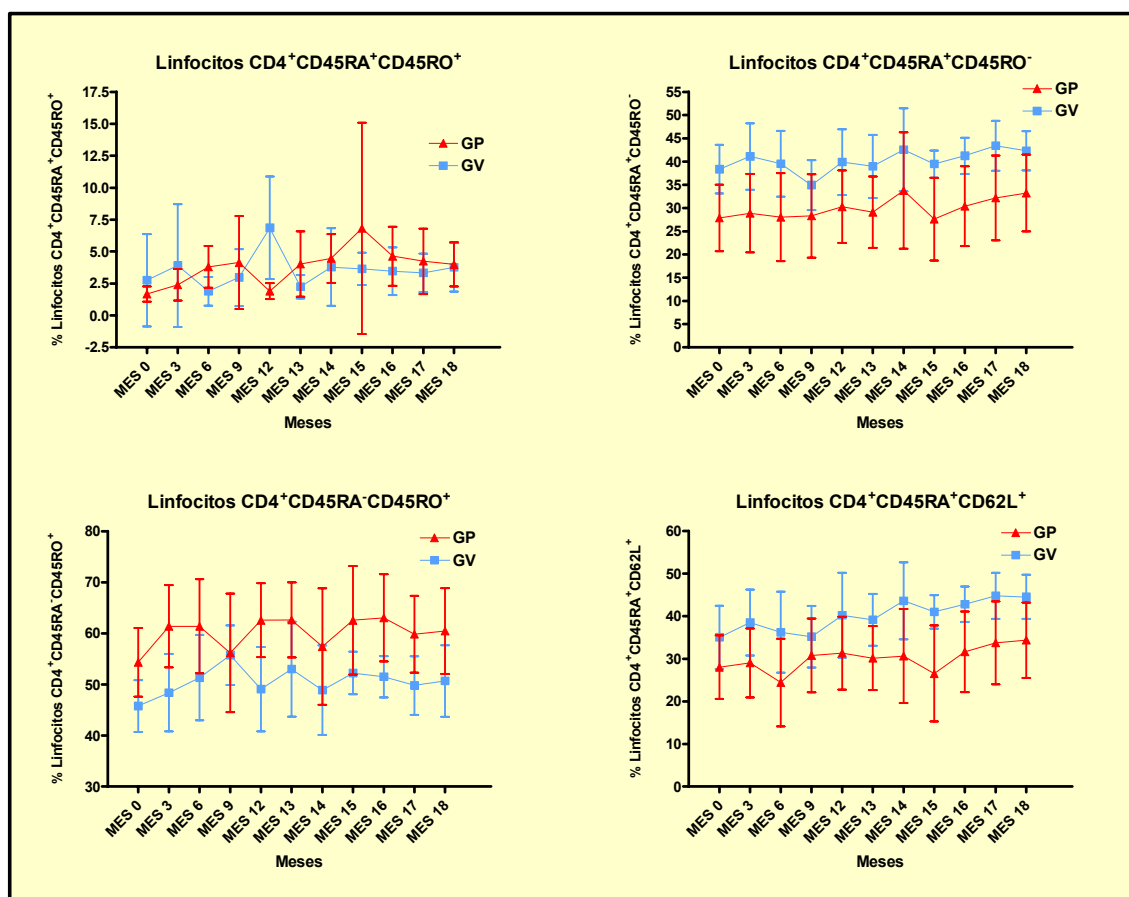 Linfocitos CD4⁺CD45RA⁺CD45RO⁺
% Linfocitos CD4⁺CD45RA⁺CD45RO⁺
17.5
15.0
12.5
10.0
7.5
5.0
2.5
0.0
-2.5
GP
GV
MES 0 MES 3 MES 6 MES 9 MES 12 MES 13 MES 14 MES 15 MES 16 MES 17 MES 18
Meses
Linfocitos CD4⁺CD45RA⁺CD45RO⁻
% Linfocitos CD4⁺CD45RA⁺CD45RO⁻
55
50
45
40
35
30
25
20
15
10
5
0
GP
GV
MES 0 MES 3 MES 6 MES 9 MES 12 MES 13 MES 14 MES 15 MES 16 MES 17 MES 18
Meses
Linfocitos CD4⁺CD45RA⁻CD45RO⁺
% Linfocitos CD4⁺CD45RA⁻CD45RO⁺
80
70
60
50
40
30
GP
GV
MES 0 MES 3 MES 6 MES 9 MES 12 MES 13 MES 14 MES 15 MES 16 MES 17 MES 18
Meses
Linfocitos CD4⁺CD45RA⁺CD62L⁺
% Linfocitos CD4⁺CD45RA⁺CD62L⁺
60
50
40
30
20
10
0
GP
GV
MES 0 MES 3 MES 6 MES 9 MES 12 MES 13 MES 14 MES 15 MES 16 MES 17 MES 18
Meses